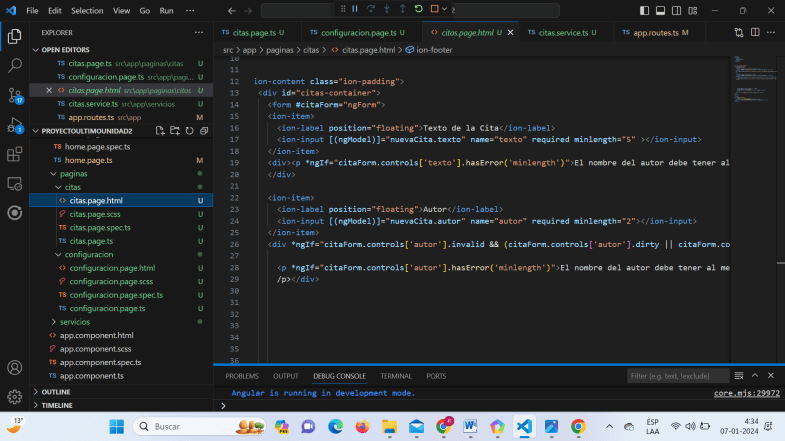 File Edit Selection View Go Run ··· 2
EXPLORER ···
OPEN EDITORS
TS citas.page.ts src\app\paginas\citas U
TS configuracion.page.ts src\app\pagi... U
× <> citas.page.html src\app\paginas\citas U
TS citas.service.ts src\app\servicios U
TS app.routes.ts src\app M
PROYECTOULTIMOUNIDAD2
TS home.page.spec.ts
TS home.page.ts M
paginas
citas
<> citas.page.html U
citas.page.scss U
TS citas.page.spec.ts U
TS citas.page.ts U
configuracion
<> configuracion.page.html U
configuracion.page.scss U
TS configuracion.page.spec.ts U
TS configuracion.page.ts U
servicios
<> app.component.html
app.component.scss
TS app.component.spec.ts
TS app.component.ts
OUTLINE
TIMELINE
17
1
TS citas.page.ts U TS configuracion.page.ts U <> citas.page.html U × TS citas.service.ts U TS app.routes.ts M
src > app > paginas > citas > <> citas.page.html > ion-footer
10
11
12 ion-content class="ion-padding">
13 <div id="citas-container">
14 <form #citaForm="ngForm">
15 <ion-item>
16 <ion-label position="floating">Texto de la Cita</ion-label>
17 <ion-input [(ngModel)]="nuevaCita.texto" name="texto" required minlength="5" ></ion-input>
18 </ion-item>
19 <div><p *ngIf="citaForm.controls['texto'].hasError('minlength')">El nombre del autor debe tener al
20 </div>
21
22 <ion-item>
23 <ion-label position="floating">Autor</ion-label>
24 <ion-input [(ngModel)]="nuevaCita.autor" name="autor" required minlength="2"></ion-input>
25 </ion-item>
26 <div *ngIf="citaForm.controls['autor'].invalid && (citaForm.controls['autor'].dirty || citaForm.co
27
28 <p *ngIf="citaForm.controls['autor'].hasError('minlength')">El nombre del autor debe tener al me
29 /p></div>
30
31
32
33
34
35
36
PROBLEMS OUTPUT DEBUG CONSOLE TERMINAL PORTS Filter (e.g. text, !exclude)
Angular is running in development mode. core.mjs:29972
>
13° Buscar ESP 4:34
LAA 07-01-2024